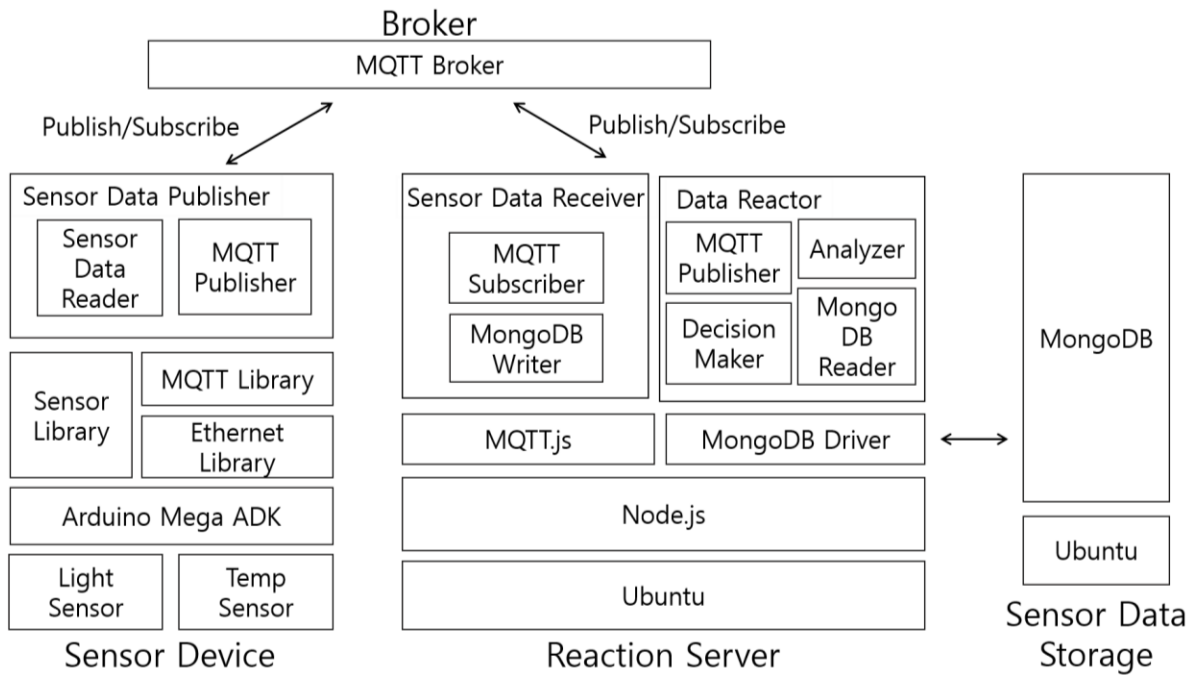 Broker
MQTT Broker
Publish/Subscribe
Publish/Subscribe
Sensor Data Publisher
Sensor
Data
Reader
MQTT
Publisher
Sensor
Library
MQTT Library
Ethernet
Library
Arduino Mega ADK
Light
Sensor
Temp
Sensor
Sensor Device
Sensor Data Receiver
MQTT
Subscriber
MongoDB
Writer
Data Reactor
MQTT
Publisher
Analyzer
Decision
Maker
Mongo
DB
Reader
MQTT.js
MongoDB Driver
Node.js
Ubuntu
Reaction Server
MongoDB
Ubuntu
Sensor Data
Storage